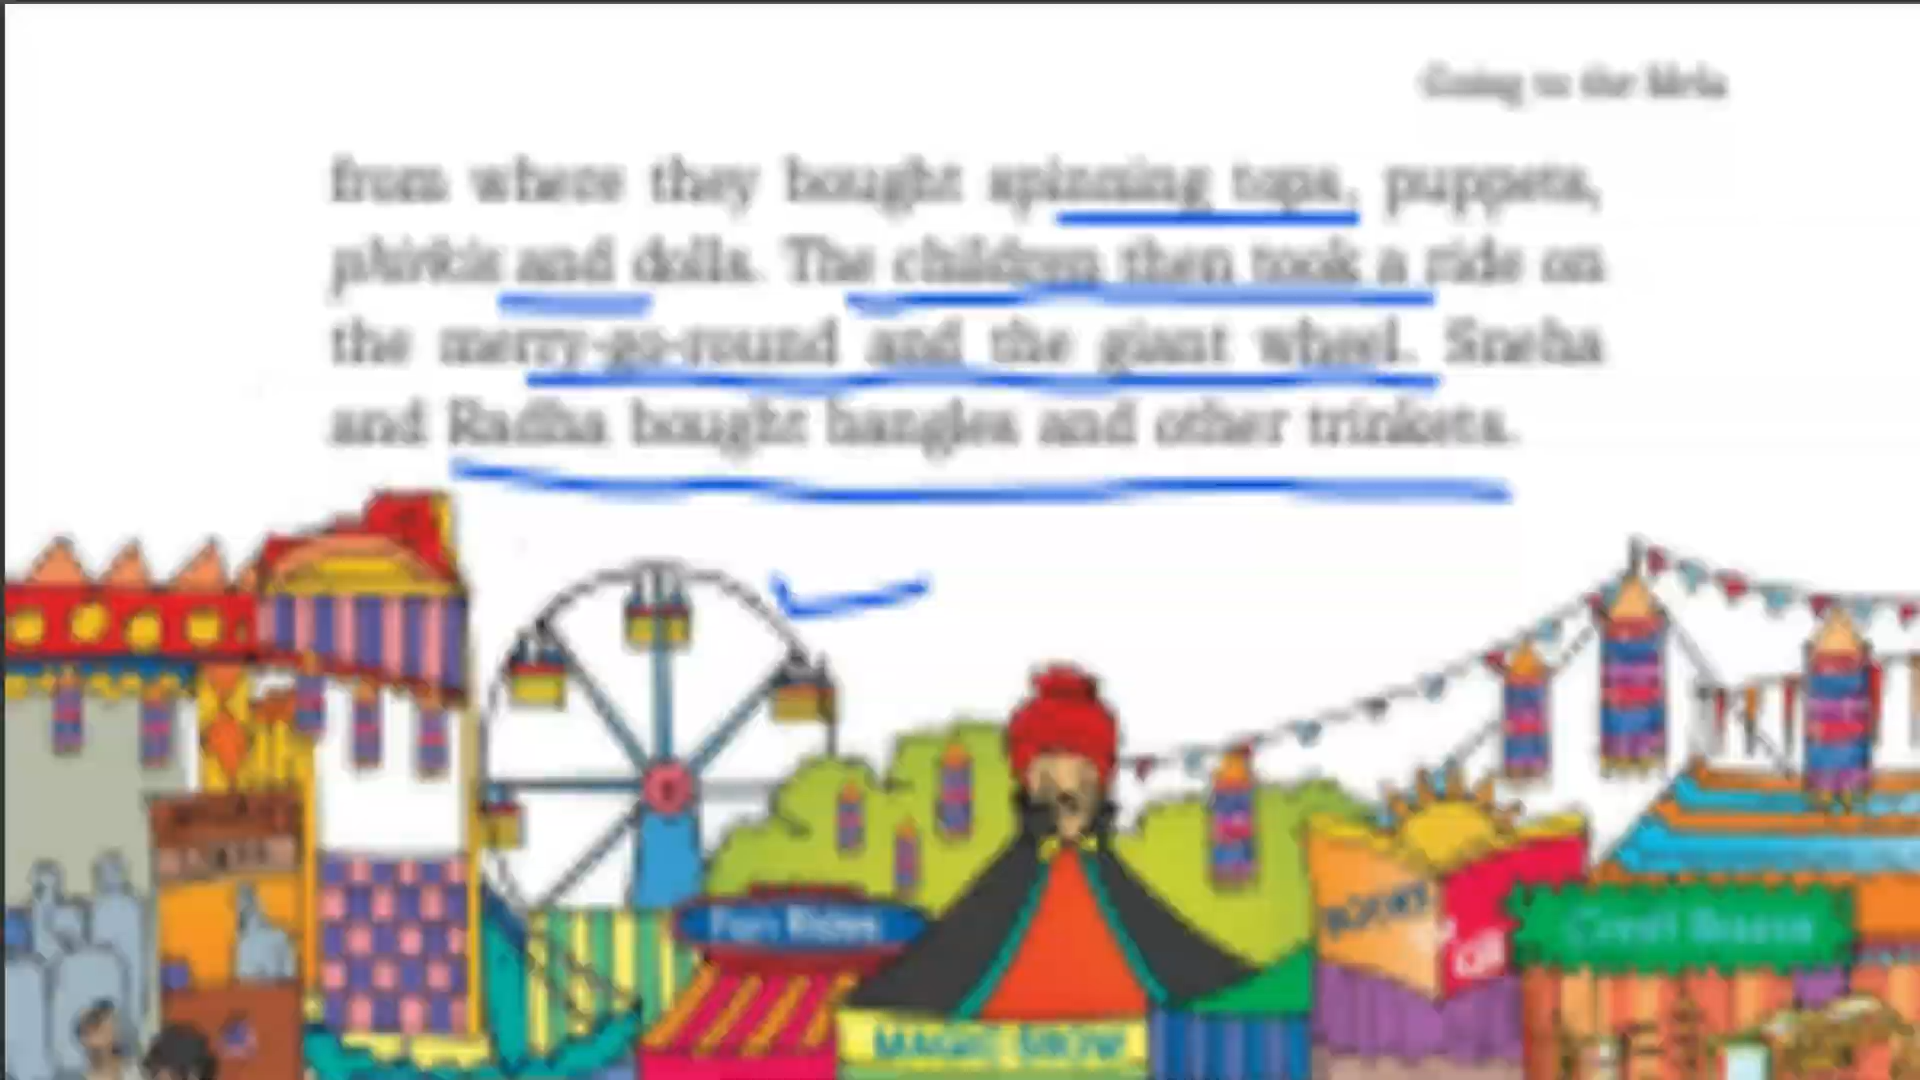 Going to the Mela
from where they bought spinning tops, puppets,
phirkis and dolls. The children then took a ride on
the merry-go-round and the giant wheel. Sneha
and Radha bought bangles and other trinkets.
Fun Rides
MAGIC SHOW